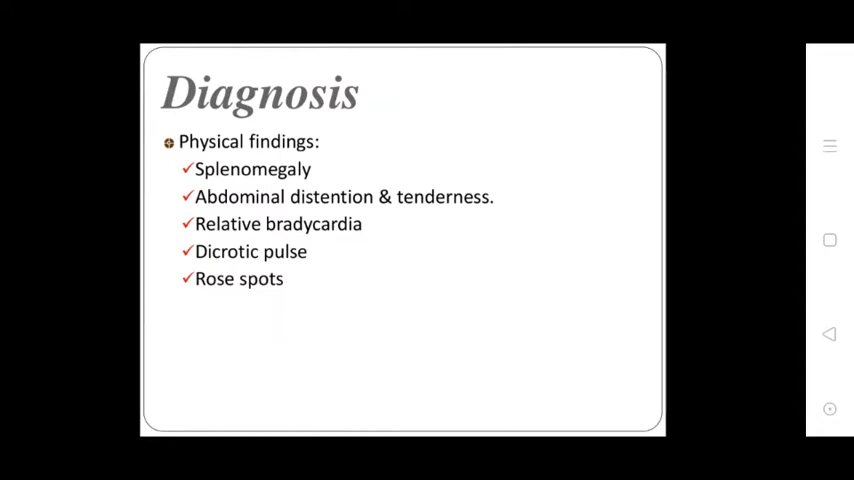 Diagnosis
Physical findings:
Splenomegaly
Abdominal distention & tenderness.
Relative bradycardia
Dicrotic pulse
Rose spots